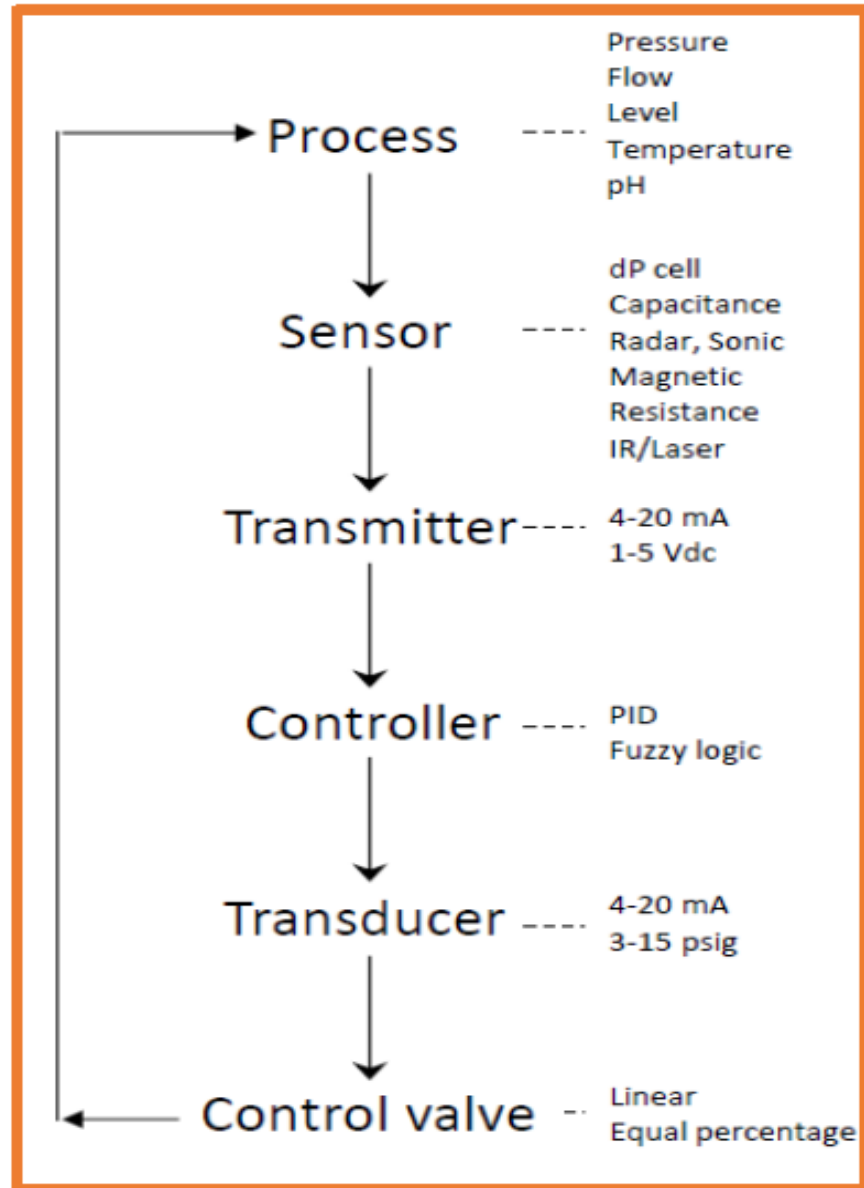 Pressure
Flow
Level
Temperature
pH
Process
dP cell
Capacitance
Radar, Sonic
Magnetic
Resistance
IR/Laser
Sensor
4-20 mA
1-5 Vdc
Transmitter
PID
Fuzzy logic
Controller
4-20 mA
3-15 psig
Transducer
Linear
Equal percentage
Control valve